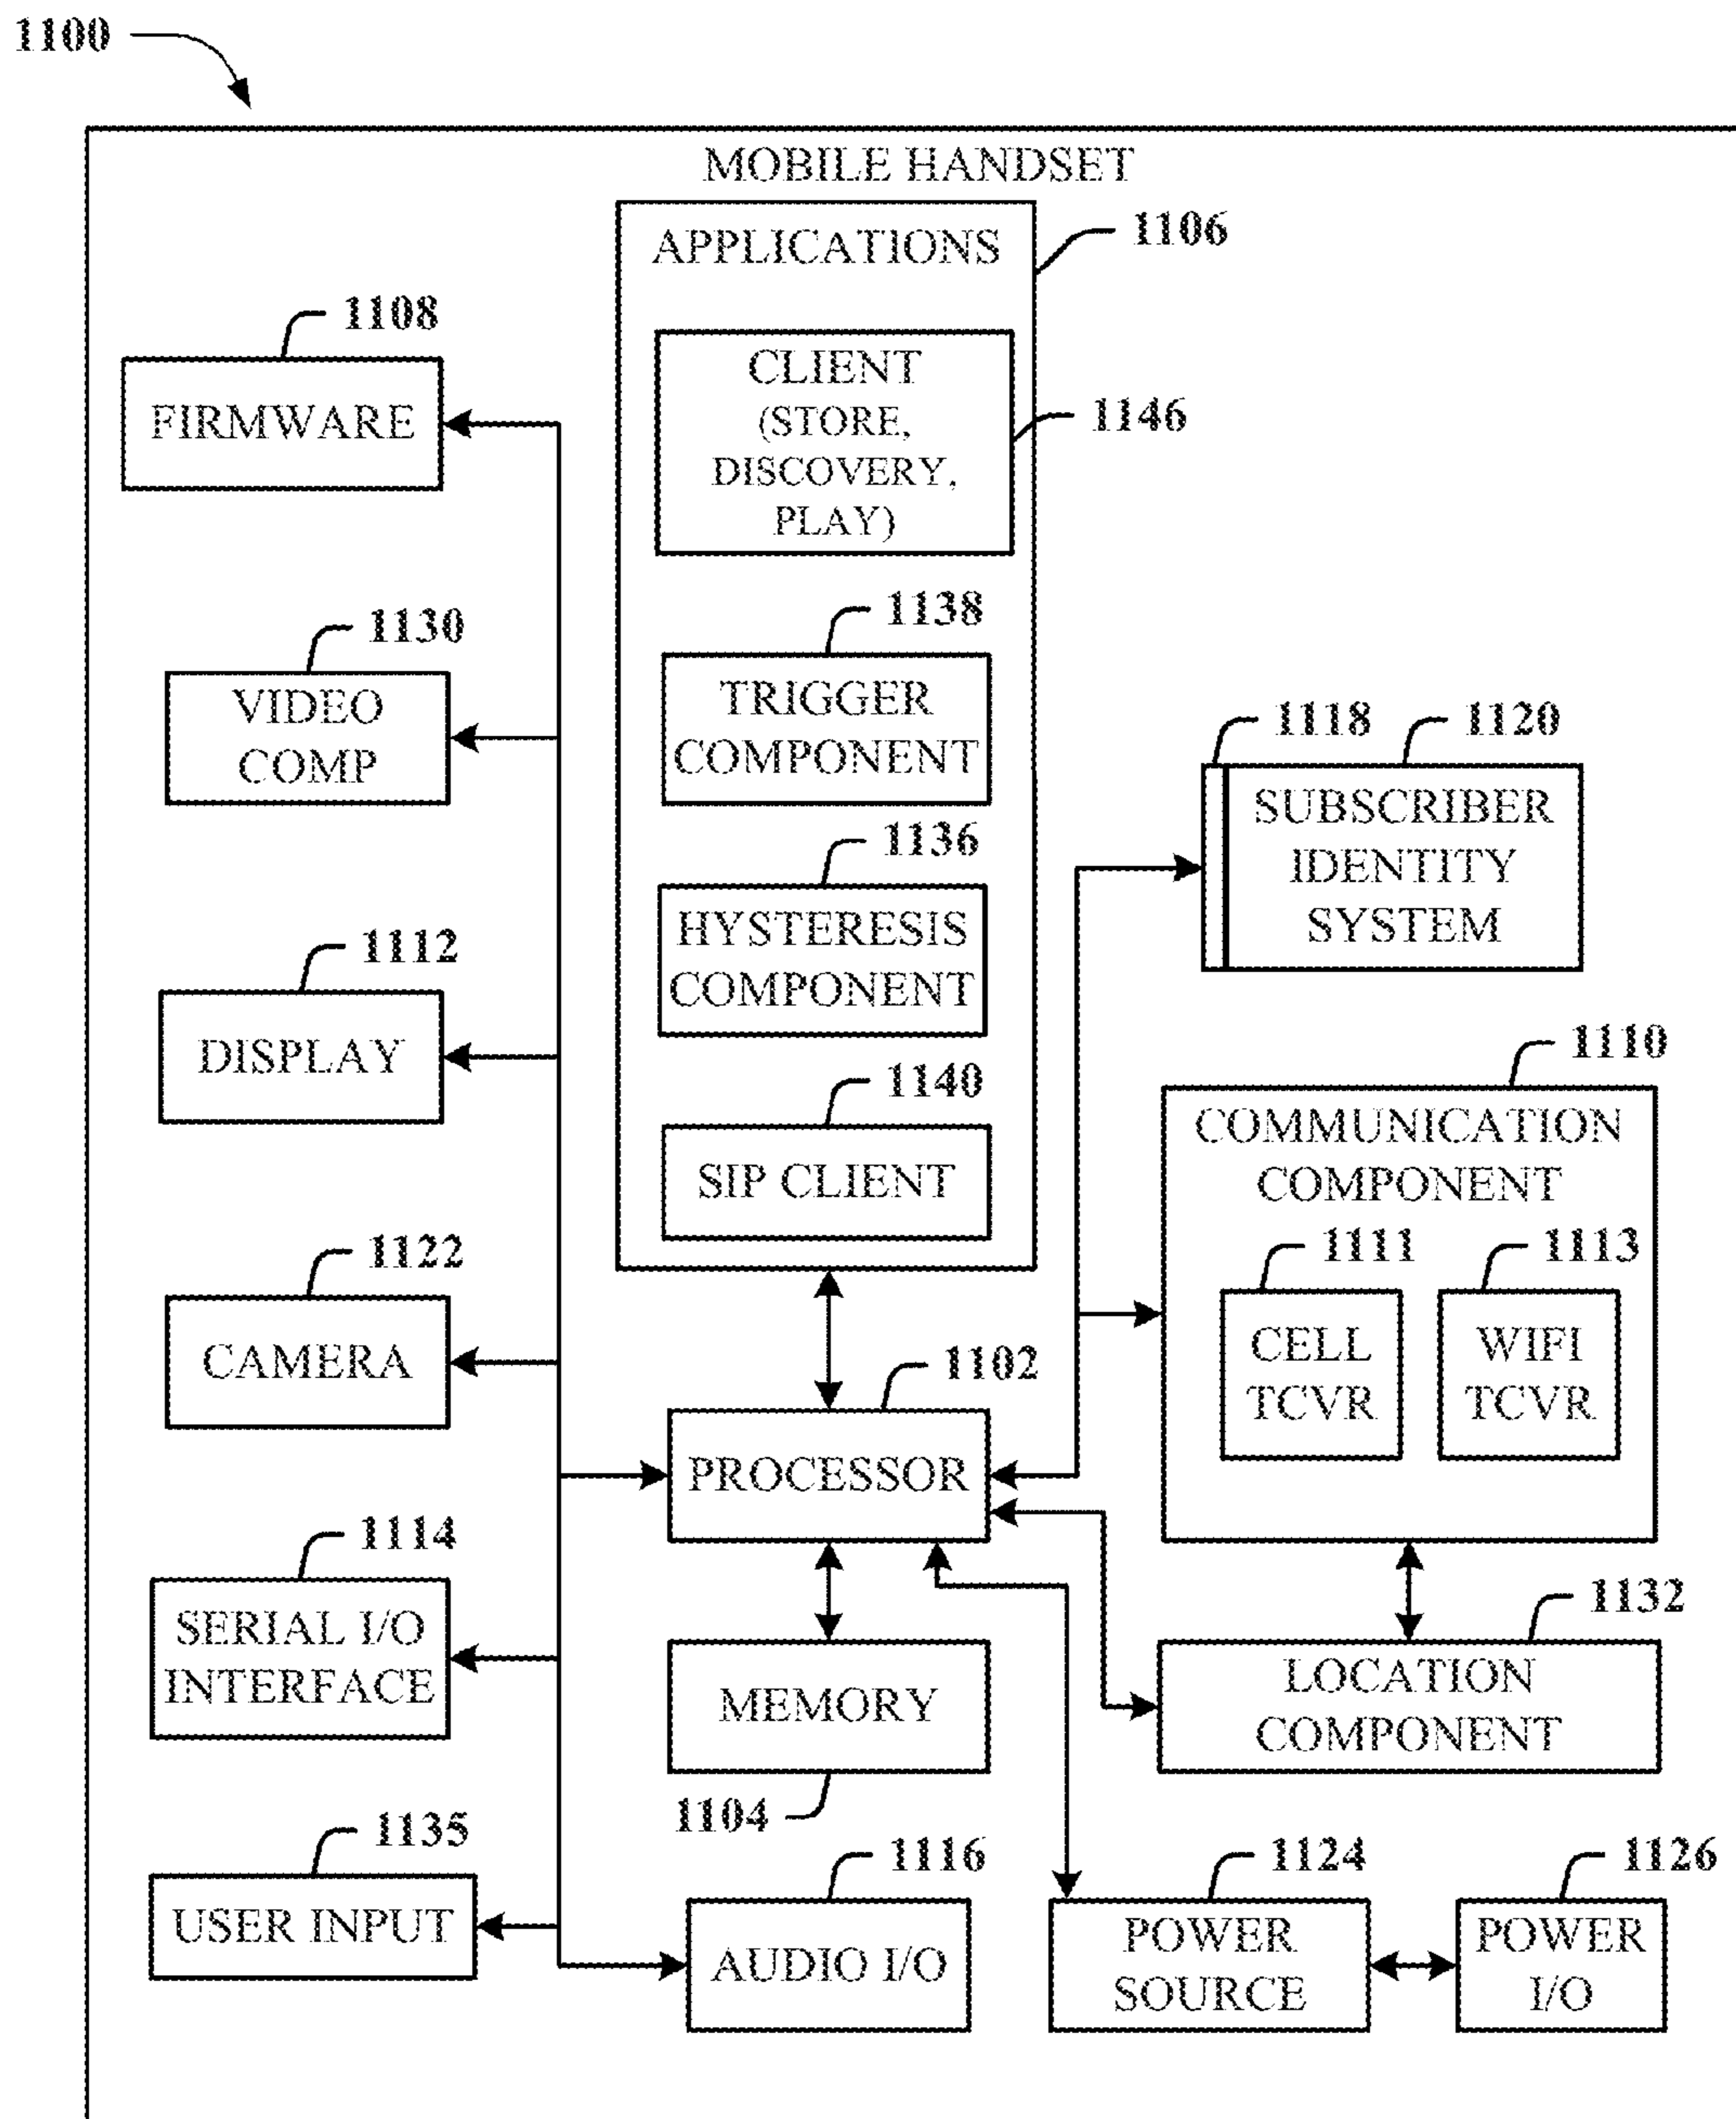 1100
MOBILE HANDSET
APPLICATIONS
1106
1108
FIRMWARE
CLIENT
(STORE,
DISCOVERY,
PLAY)
1146
1130
VIDEO
COMP
1138
TRIGGER
COMPONENT
1118
1120
SUBSCRIBER
IDENTITY
SYSTEM
1136
HYSTERESIS
COMPONENT
1112
DISPLAY
1140
SIP CLIENT
1110
COMMUNICATION
COMPONENT
1111
CELL
TCVR
1113
WIFI
TCVR
1122
CAMERA
1102
PROCESSOR
1114
SERIAL I/O
INTERFACE
MEMORY
1104
1132
LOCATION
COMPONENT
1135
USER INPUT
1116
AUDIO I/O
1124
POWER
SOURCE
1126
POWER
I/O